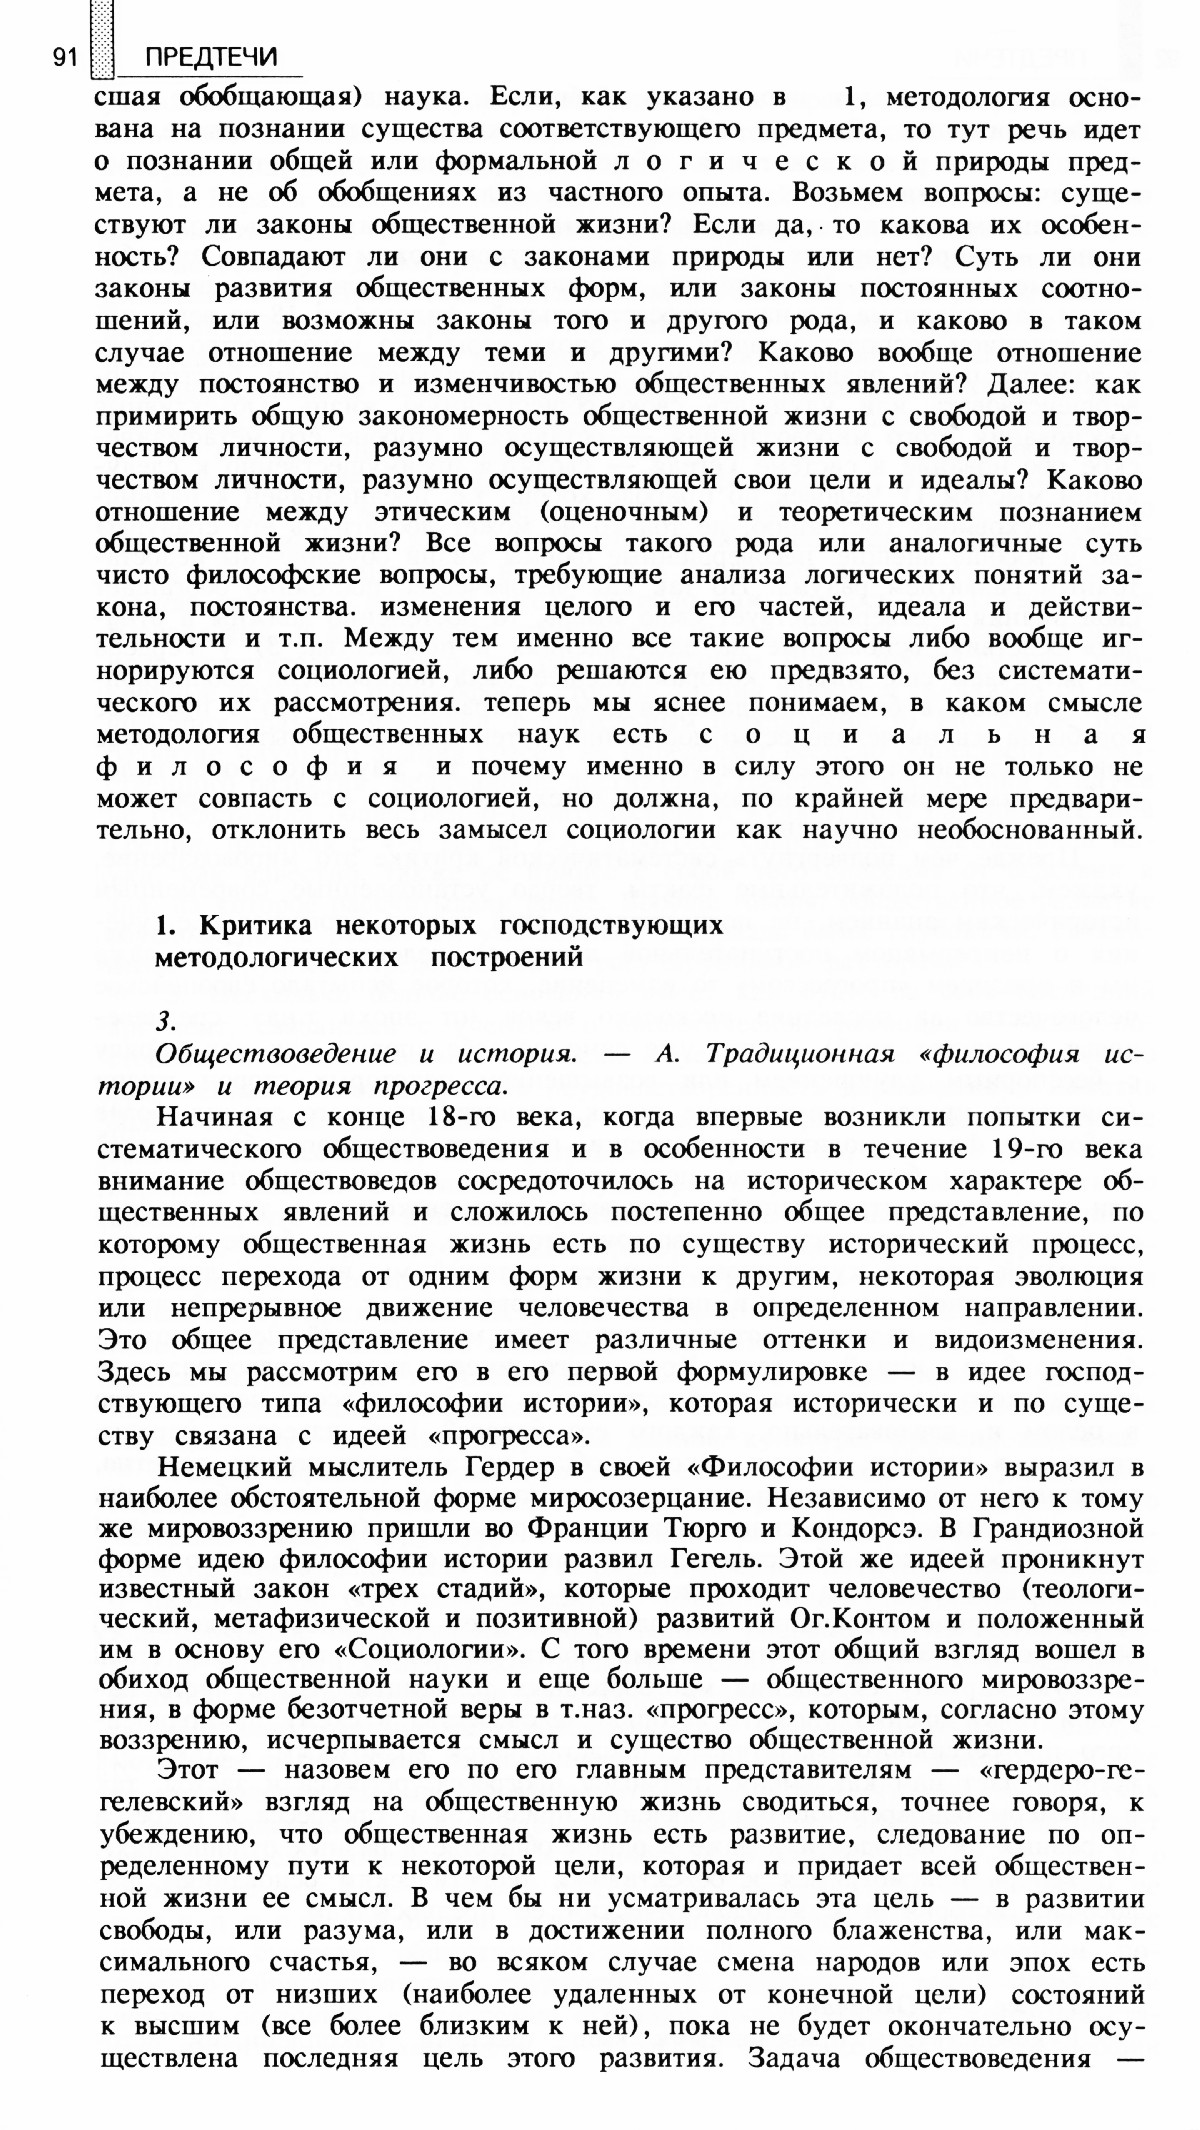 91 ПРЕДТЕЧИ
сшая обобщающая) наука. Если, как указано в 1, методология осно-
вана на познании существа соответствующего предмета, то тут речь идет
о познании общей или формальной л о г и ч е с к о й природы пред-
мета, а не об обобщениях из частного опыта. Возьмем вопросы: суще-
ствуют ли законы общественной жизни? Если да, то какова их особен-
ность? Совпадают ли они с законами природы или нет? Суть ли они
законы развития общественных форм, или законы постоянных соотно-
шений, или возможны законы того и другого рода, и каково в таком
случае отношение между теми и другими? Каково вообще отношение
между постоянство и изменчивостью общественных явлений? Далее: как
примирить общую закономерность общественной жизни с свободой и твор-
чеством личности, разумно осуществляющей жизни с свободой и твор-
чеством личности, разумно осуществляющей свои цели и идеалы? Каково
отношение между этическим (оценочным) и теоретическим познанием
общественной жизни? Все вопросы такого рода или аналогичные суть
чисто философские вопросы, требующие анализа логических понятий за-
кона, постоянства. изменения целого и его частей, идеала и действи-
тельности и т.п. Между тем именно все такие вопросы либо вообще иг-
норируются социологией, либо решаются ею предвзято, без системати-
ческого их рассмотрения. теперь мы яснее понимаем, в каком смысле
методология общественных наук есть с о ц и а л ь н а я
ф и л о с о ф и я и почему именно в силу этого он не только не
может совпасть с социологией, но должна, по крайней мере предвари-
тельно, отклонить весь замысел социологии как научно необоснованный.
1. Критика некоторых господствующих
методологических построений
3.
Обществоведение и история. — А. Традиционная «философия ис-
тории» и теория прогресса.
Начиная с конце 18-го века, когда впервые возникли попытки си-
стематического обществоведения и в особенности в течение 19-го века
внимание обществоведов сосредоточилось на историческом характере об-
щественных явлений и сложилось постепенно общее представление, по
которому общественная жизнь есть по существу исторический процесс,
процесс перехода от одним форм жизни к другим, некоторая эволюция
или непрерывное движение человечества в определенном направлении.
Это общее представление имеет различные оттенки и видоизменения.
Здесь мы рассмотрим его в его первой формулировке — в идее господ-
ствующего типа «философии истории», которая исторически и по суще-
ству связана с идеей «прогресса».
Немецкий мыслитель Гердер в своей «Философии истории» выразил в
наиболее обстоятельной форме миросозерцание. Независимо от него к тому
же мировоззрению пришли во Франции Тюрго и Кондорсэ. В Грандиозной
форме идею философии истории развил Гегель. Этой же идеей проникнут
известный закон «трех стадий», которые проходит человечество (теологи-
ческий, метафизической и позитивной) развитий Ог.Контом и положенный
им в основу его «Социологии». С того времени этот общий взгляд вошел в
обиход общественной науки и еще больше — общественного мировоззре-
ния, в форме безотчетной веры в т.наз. «прогресс», которым, согласно этому
воззрению, исчерпывается смысл и существо общественной жизни.
Этот — назовем его по его главным представителям — «гердеро-ге-
гелевский» взгляд на общественную жизнь сводиться, точнее говоря, к
убеждению, что общественная жизнь есть развитие, следование по оп-
ределенному пути к некоторой цели, которая и придает всей обществен-
ной жизни ее смысл. В чем бы ни усматривалась эта цель — в развитии
свободы, или разума, или в достижении полного блаженства, или мак-
симального счастья, — во всяком случае смена народов или эпох есть
переход от низших (наиболее удаленных от конечной цели) состояний
к высшим (все более близким к ней), пока не будет окончательно осу-
ществлена последняя цель этого развития. Задача обществоведения —